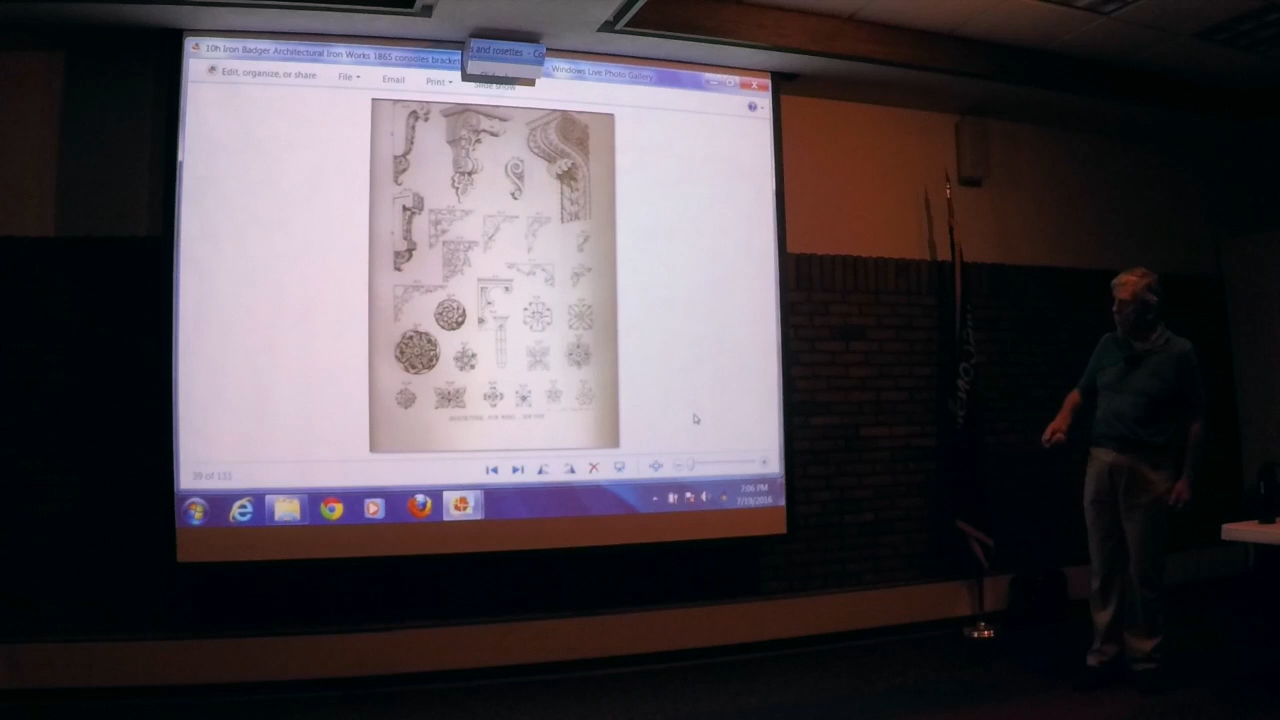 10h Iron Badger Architectural Iron Works 1865 consoles bracket s and rosettes - Co - Windows Live Photo Gallery
Edit, organize, or share File Email Print Slide show
39 of 133
7:06 PM
7/19/2016